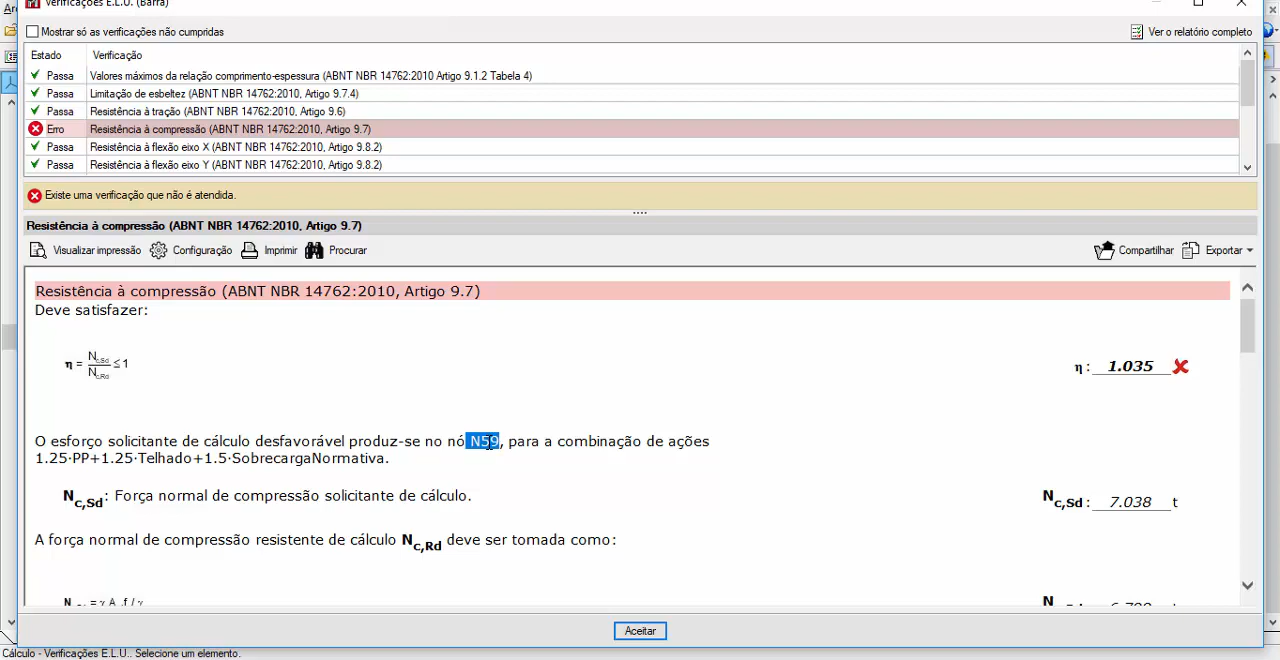 Verificações E.L.U. (Barra)
Mostrar só as verificações não cumpridas
Ver o relatório completo
Estado Verificação
Passa Valores máximos da relação comprimento-espessura (ABNT NBR 14762:2010 Artigo 9.1.2 Tabela 4)
Passa Limitação de esbeltez (ABNT NBR 14762:2010, Artigo 9.7.4)
Passa Resistência à tração (ABNT NBR 14762:2010, Artigo 9.6)
Erro Resistência à compressão (ABNT NBR 14762:2010, Artigo 9.7)
Passa Resistência à flexão eixo X (ABNT NBR 14762:2010, Artigo 9.8.2)
Passa Resistência à flexão eixo Y (ABNT NBR 14762:2010, Artigo 9.8.2)
Existe uma verificação que não é atendida.
Resistência à compressão (ABNT NBR 14762:2010, Artigo 9.7)
Visualizar impressão Configuração Imprimir Procurar Compartilhar Exportar
Resistência à compressão (ABNT NBR 14762:2010, Artigo 9.7)
Deve satisfazer:
η = Nc,Sd / Nc,Rd ≤ 1
η : 1.035
O esforço solicitante de cálculo desfavorável produz-se no nó N59, para a combinação de ações
1.25·PP+1.25·Telhado+1.5·SobrecargaNormativa.
Nc,Sd: Força normal de compressão solicitante de cálculo. Nc,Sd : 7.038 t
A força normal de compressão resistente de cálculo Nc,Rd deve ser tomada como:
Aceitar
Cálculo - Verificações E.L.U.. Selecione um elemento.